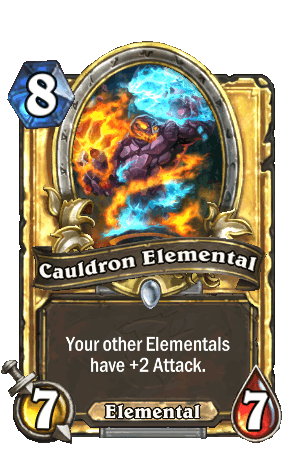 8
Cauldron Elemental
Your other Elementals
have +2 Attack.
7
Elemental
7